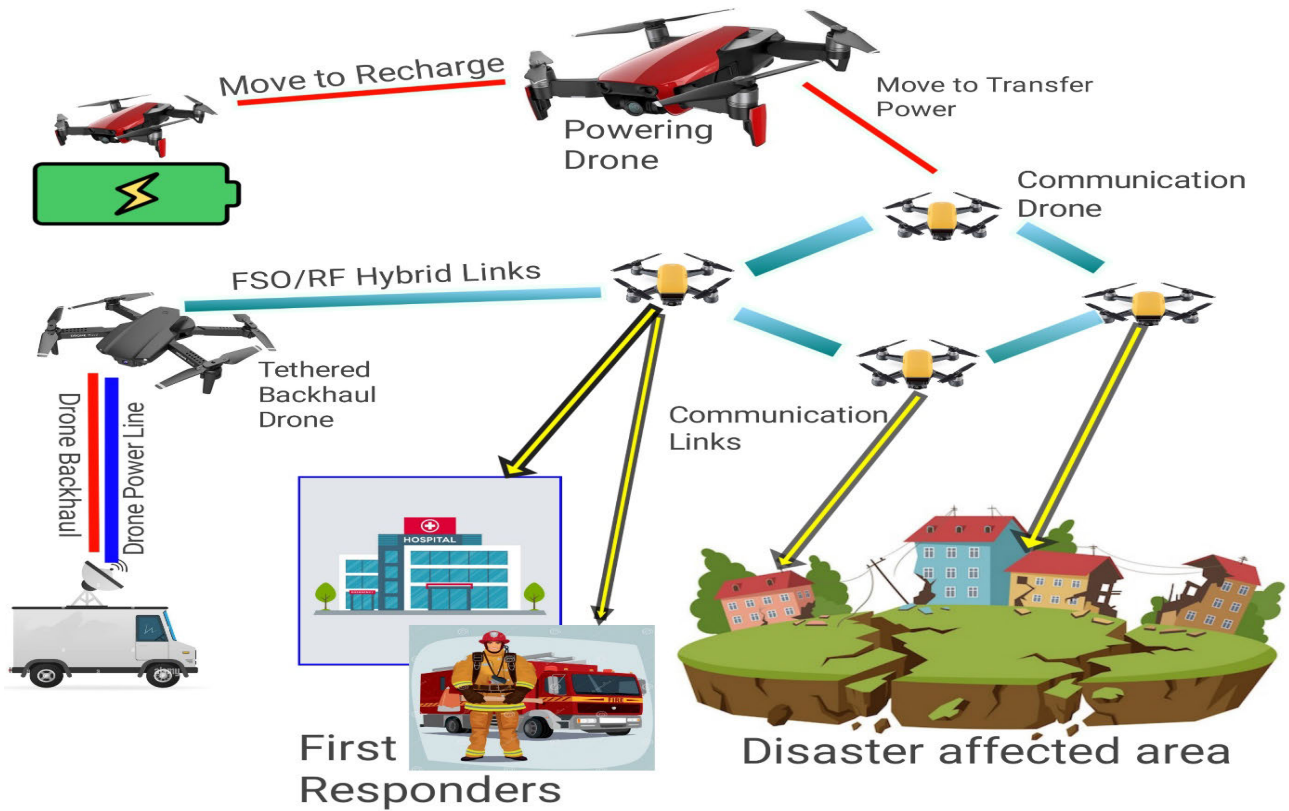 Move to Recharge
Powering
Drone
Move to Transfer
Power
Communication
Drone
FSO/RF Hybrid Links
Tethered
Backhaul
Drone
Communication
Links
Drone Backhaul
Drone Power Line
HOSPITAL
FIRE
First
Responders
Disaster affected area